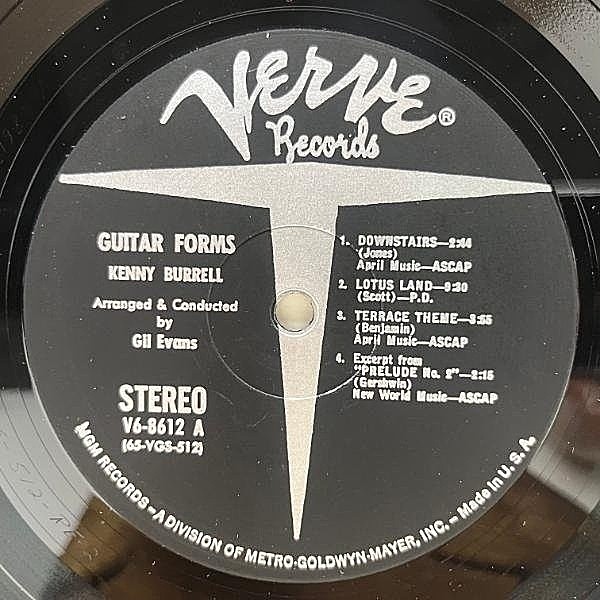 Verve®
Records
GUITAR FORMS
KENNY BURRELL
Arranged & Conducted
by
Gil Evans
STEREO
V6-8612 A
(65-VGS-512)
1. DOWNSTAIRS—2:44
(Jones)
April Music—ASCAP
2. LOTUS LAND—9:30
(Scott)—P.D.
3. TERRACE THEME—3:55
(Benjamin)
April Music—ASCAP
4. Excerpt from
"PRELUDE No. 2"—2:15
(Gershwin)
New World Music—ASCAP
MGM RECORDS—A DIVISION OF METRO-GOLDWYN-MAYER, INC.—Made in U.S.A.